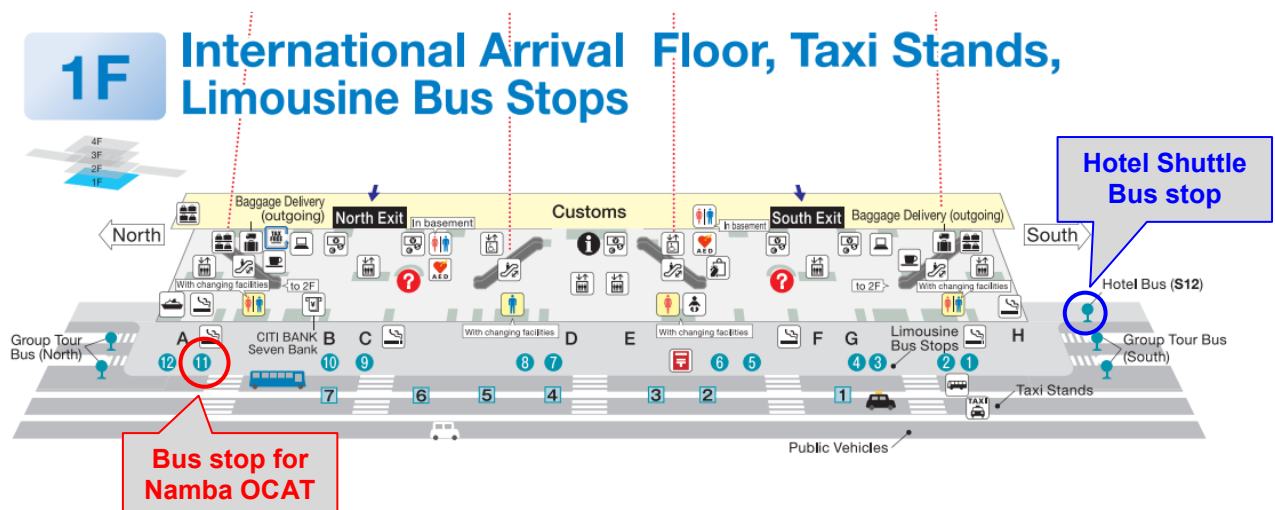 1F
International Arrival Floor, Taxi Stands,
Limousine Bus Stops
4F
3F
2F
1F
Hotel Shuttle
Bus stop
Baggage Delivery
(outgoing)
North Exit
In basement
Customs
In basement
South Exit
Baggage Delivery (outgoing)
North
South
TAX
FREE
AED
AED
?
?
i
to 2F
to 2F
With changing facilities
With changing facilities
Hotel Bus (S12)
Group Tour
Bus (North)
A
CITI BANK
Seven Bank
¥
B
C
With changing facilities
D
E
With changing facilities
F
G
Limousine
Bus Stops
H
Group Tour Bus
(South)
12
11
10
9
8
7
6
5
4
3
2
1
7
6
5
4
3
2
1
TAXI
Taxi Stands
Public Vehicles
Bus stop for
Namba OCAT